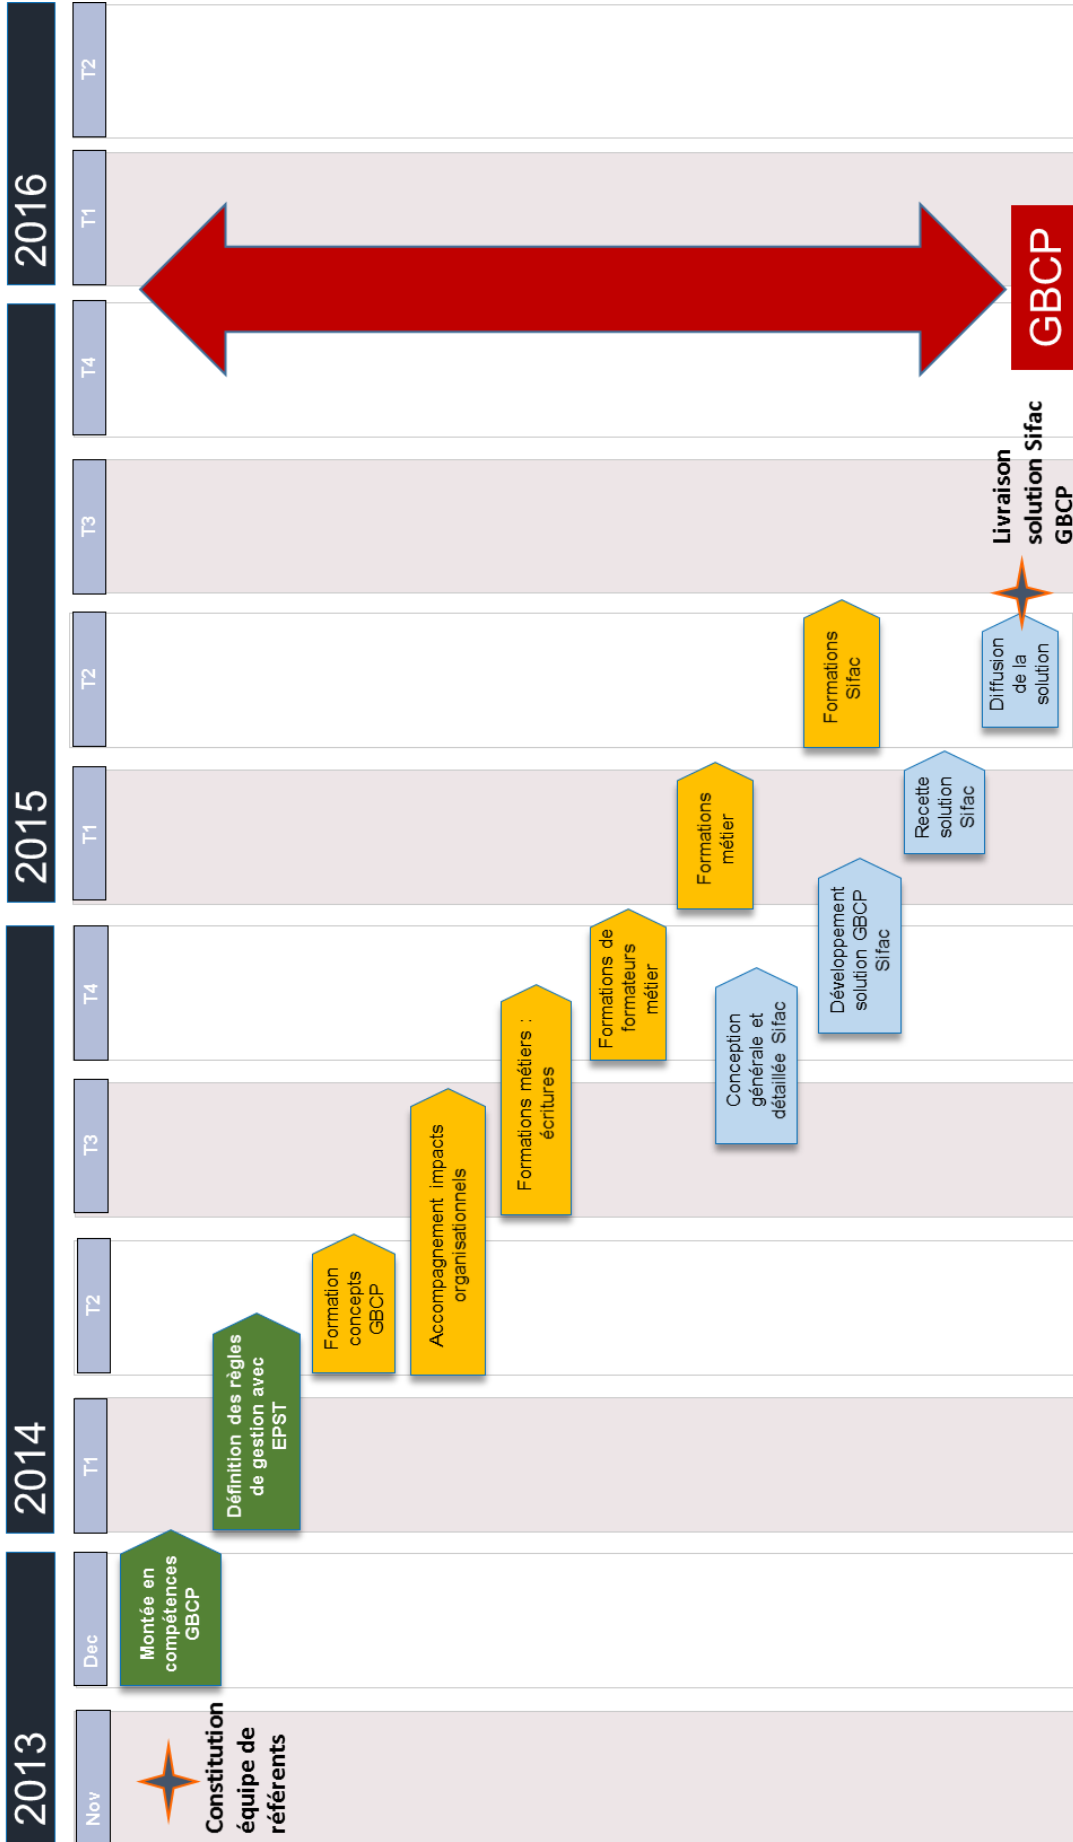 2013
2014
2015
2016
Nov
Dec
T1
T2
T3
T4
T1
T2
T3
T4
T1
T2
Constitution
équipe de
référents
Montée en
compétences
GBCP
Définition des règles
de gestion avec
EPST
Formation
concepts
GBCP
Accompagnement impacts
organisationnels
Formations métiers :
écritures
Formations de
formateurs
métier
Formations
métier
Formations
Sifac
Conception
générale et
détaillée Sifac
Développement
solution GBCP
Sifac
Recette
solution
Sifac
Diffusion
de la
solution
Livraison
solution Sifac
GBCP
GBCP